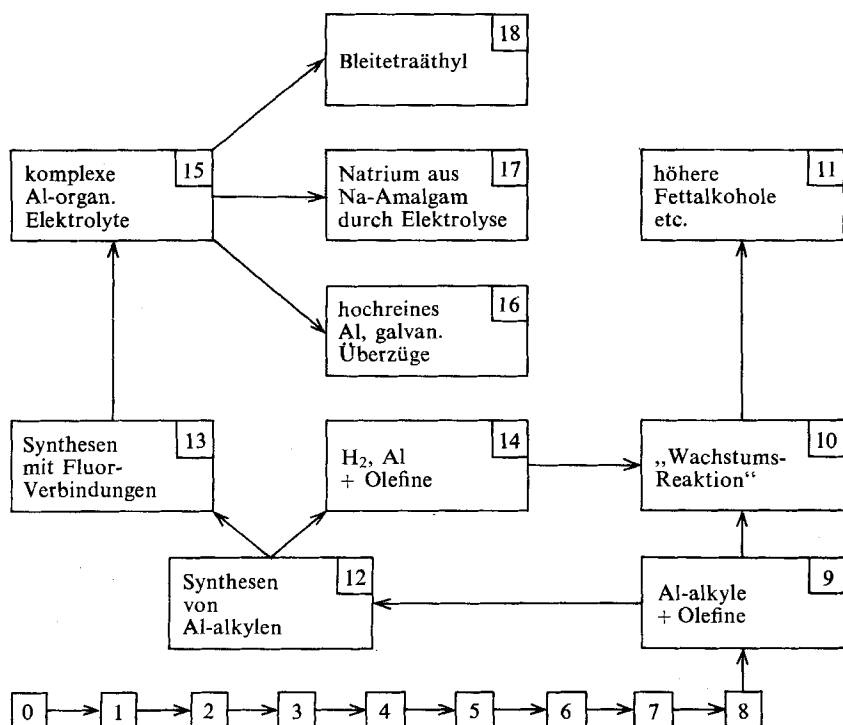 18
Bleitetraäthyl
15
komplexe
Al-organ.
Elektrolyte
17
Natrium aus
Na-Amalgam
durch Elektrolyse
11
höhere
Fettalkohole
etc.
16
hochreines
Al, galvan.
Überzüge
13
Synthesen
mit Fluor-
Verbindungen
14
H₂, Al
+ Olefine
10
„Wachstums-
Reaktion“
12
Synthesen
von
Al-alkylen
9
Al-alkyle
+ Olefine
0 1 2 3 4 5 6 7 8